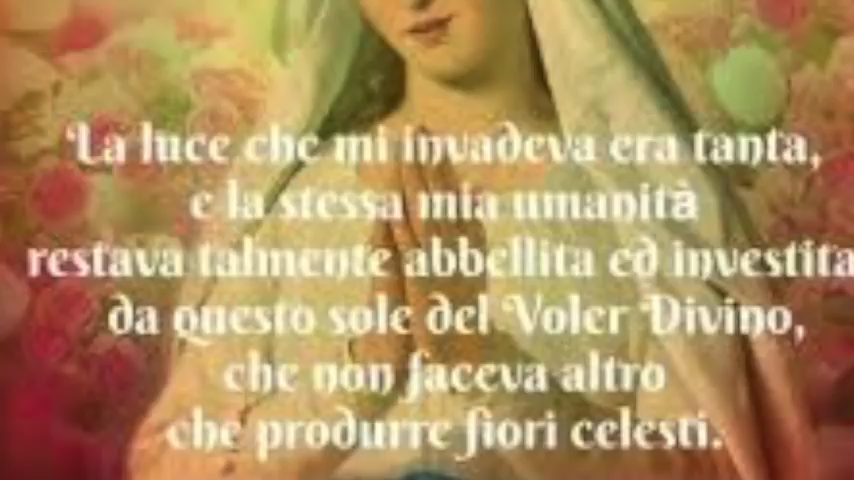 La luce che mi invadeva era tanta,
e la stessa mia umanità
restava talmente abbellita ed investita
da questo sole del Voler Divino,
che non faceva altro
che produrre fiori celesti.